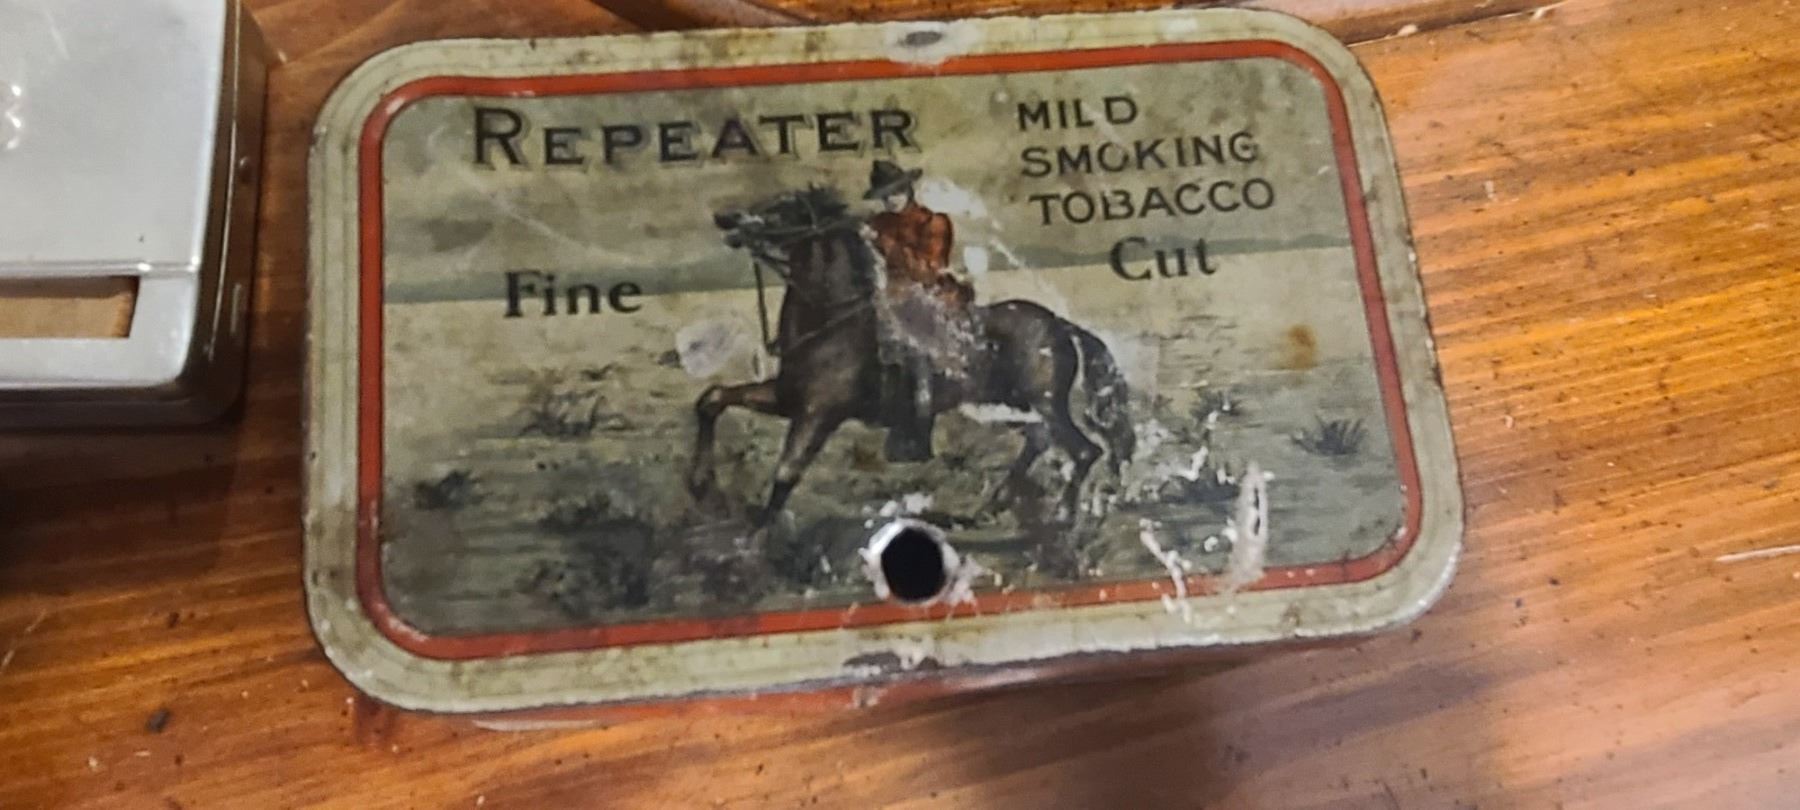 REPEATER
MILD
SMOKING
TOBACCO
Fine Cut